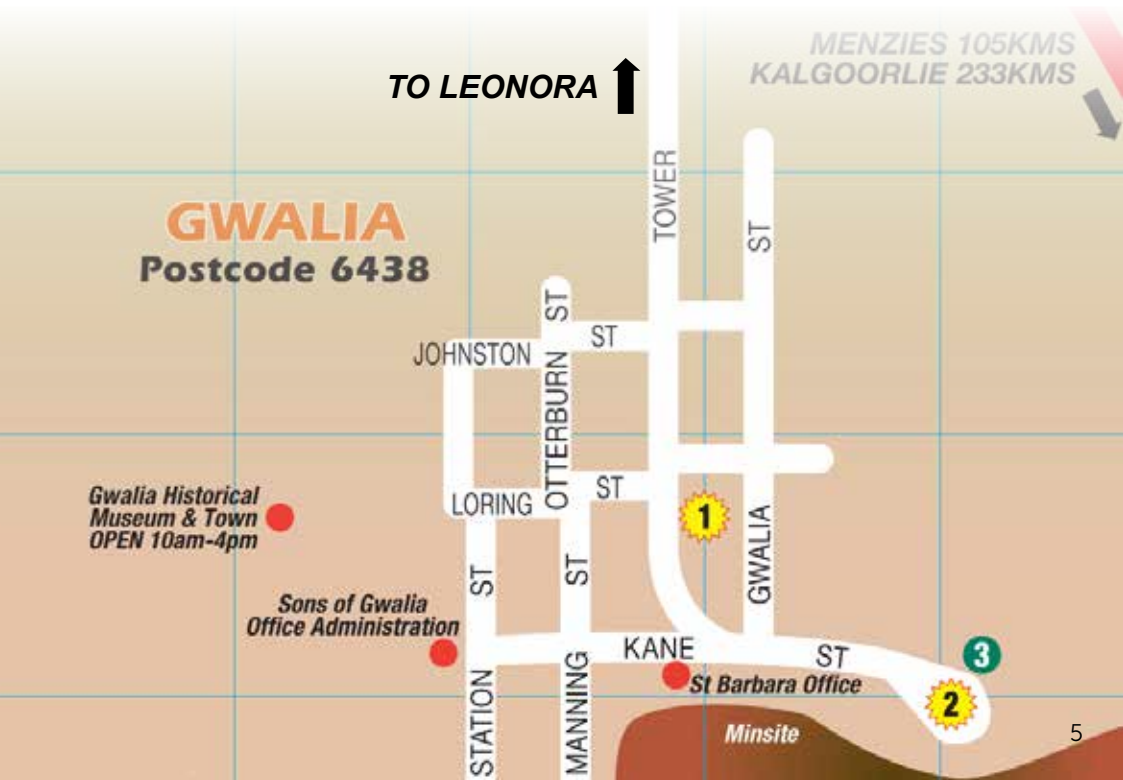 MENZIES 105KMS
KALGOORLIE 233KMS
TO LEONORA
TOWER
ST
GWALIA
Postcode 6438
ST
ST
JOHNSTON
OTTERBURN
Gwalia Historical
Museum & Town
OPEN 10am-4pm
LORING
ST
1
GWALIA
ST
ST
Sons of Gwalia
Office Administration
KANE
ST
3
St Barbara Office
2
STATION
MANNING
Minsite
5